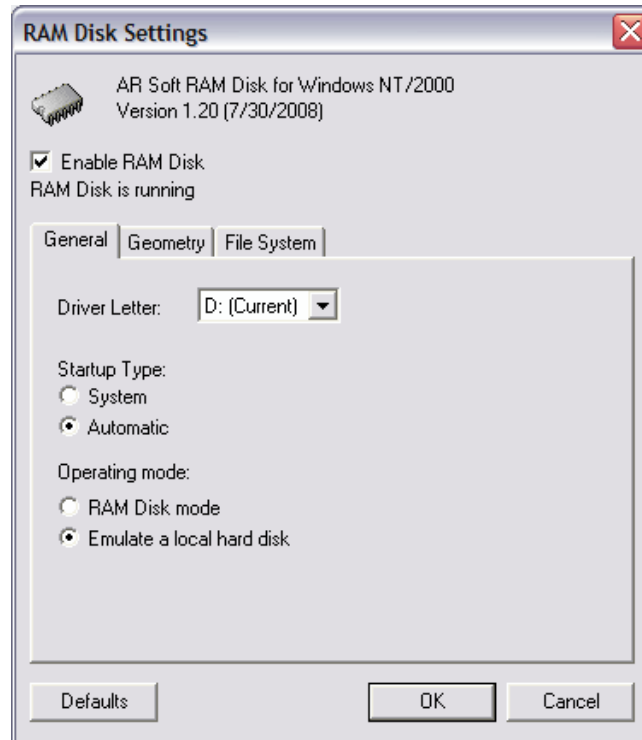 RAM Disk Settings
AR Soft RAM Disk for Windows NT/2000
Version 1.20 (7/30/2008)
Enable RAM Disk
RAM Disk is running
General
Geometry
File System
Driver Letter:
D: (Current)
Startup Type:
System
Automatic
Operating mode:
RAM Disk mode
Emulate a local hard disk
Defaults
OK
Cancel